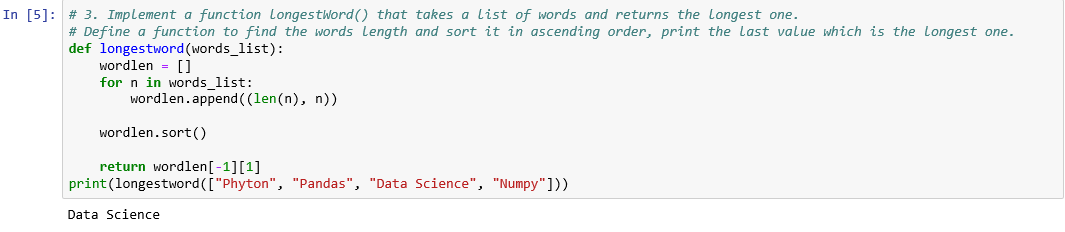 In [5]: # 3. Implement a function longestWord() that takes a list of words and returns the longest one.
# Define a function to find the words length and sort it in ascending order, print the last value which is the longest one.
def longestword(words_list):
    wordlen = []
    for n in words_list:
        wordlen.append((len(n), n))
    wordlen.sort()
    return wordlen[-1][1]
print(longestword(["Phyton", "Pandas", "Data Science", "Numpy"]))
Data Science